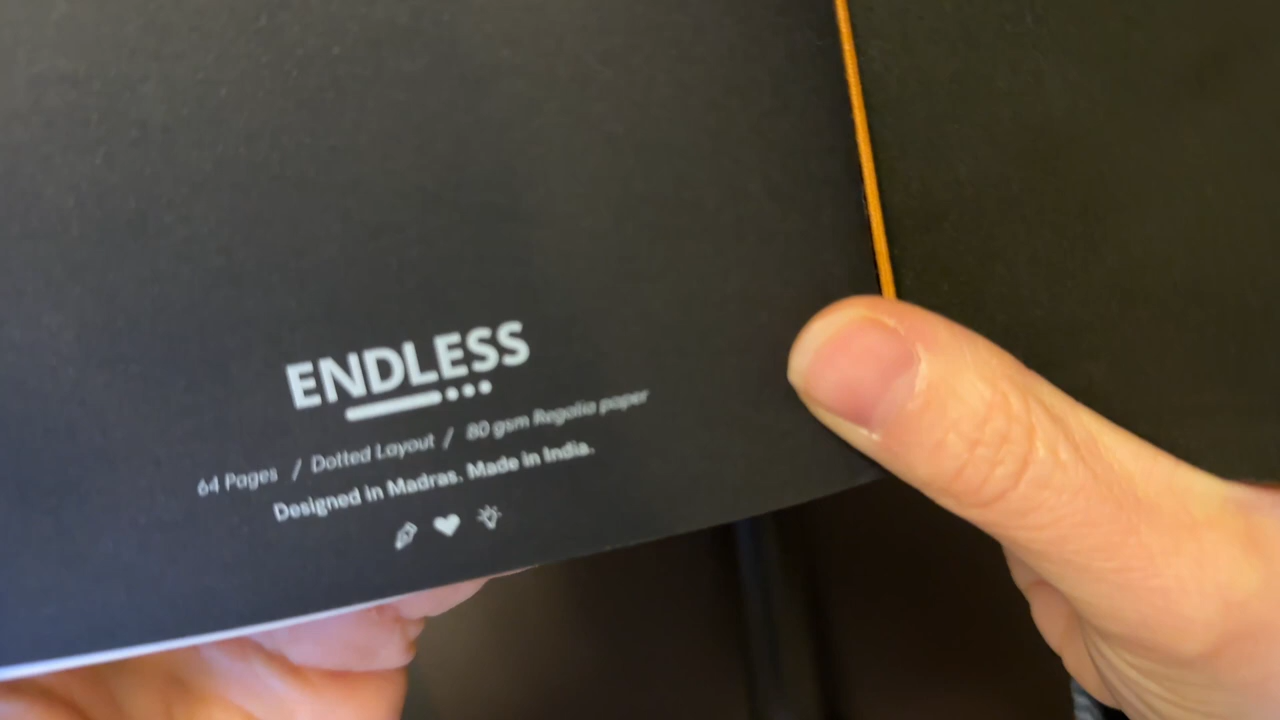 ENDLESS
64 Pages / Dotted Layout / 80 gsm Regalia paper
Designed in Madras. Made in India.